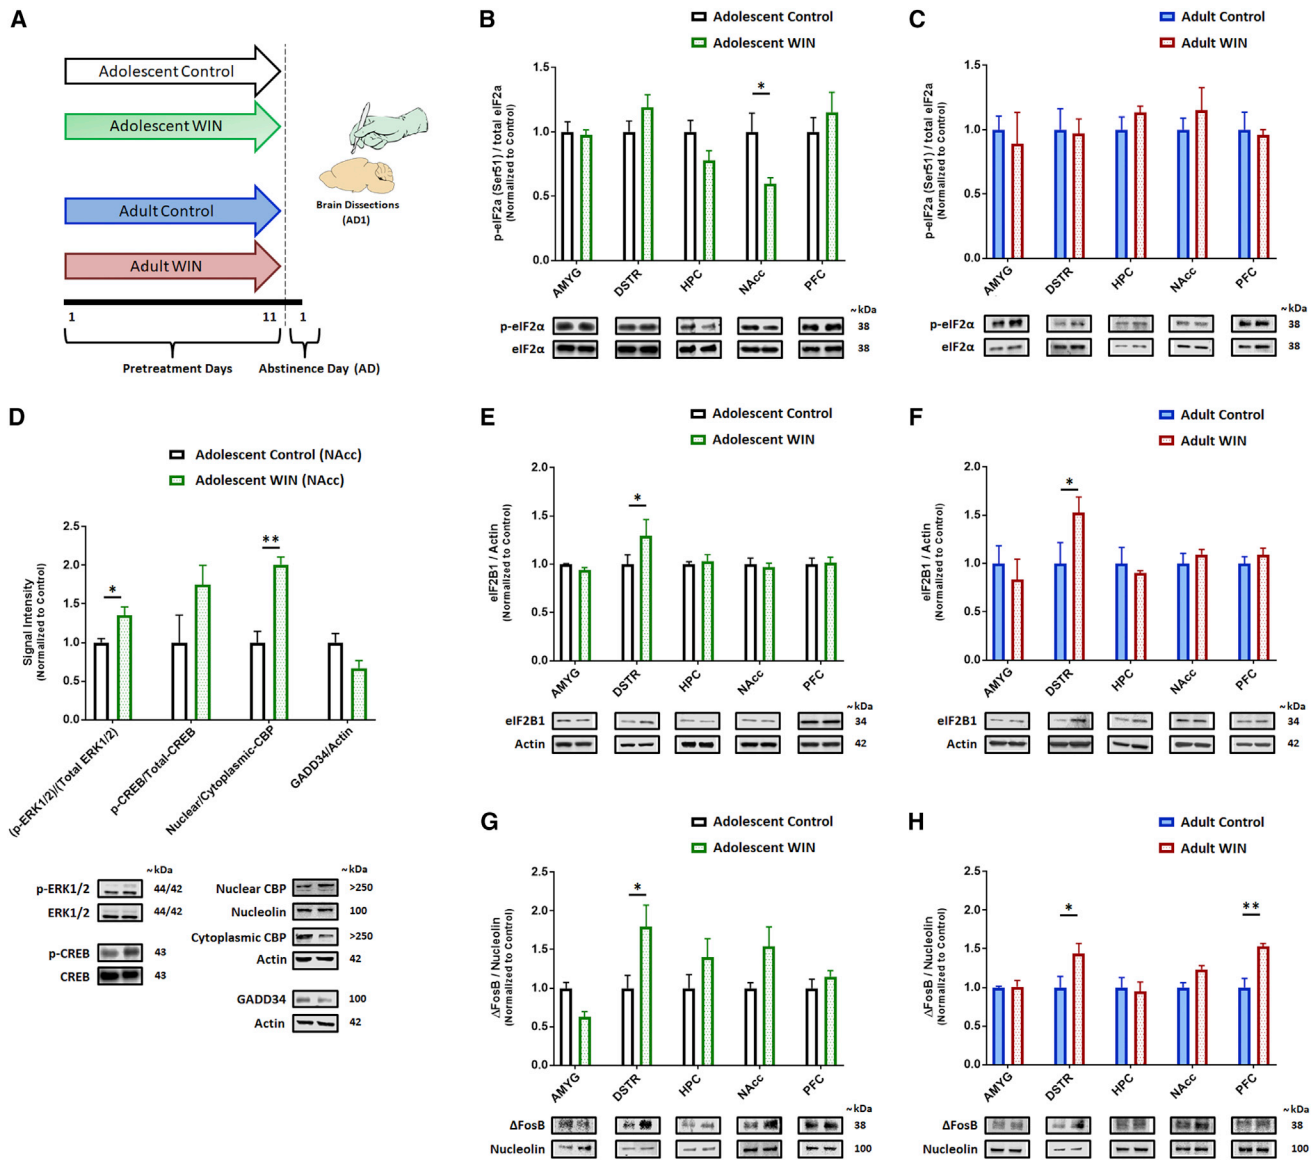 A
Adolescent Control
Adolescent WIN
Adult Control
Adult WIN
Brain Dissections
(AD1)
1
11
1
Pretreatment Days
Abstinence Day (AD)
B
Adolescent Control
Adolescent WIN
p-eIF2a (Ser51) / total eIF2a
(Normalized to Control)
1.5
1.0
0.5
0.0
*
AMYG
DSTR
HPC
NAcc
PFC
~ kDa
p-eIF2α
38
eIF2α
38
C
Adult Control
Adult WIN
p-eIF2a (Ser51) / total eIF2a
(Normalized to Control)
1.5
1.0
0.5
0.0
AMYG
DSTR
HPC
NAcc
PFC
~ kDa
p-eIF2α
38
eIF2α
38
D
Adolescent Control (NAcc)
Adolescent WIN (NAcc)
Signal Intensity
(Normalized to Control)
2.5
2.0
1.5
1.0
0.5
0.0
*
**
(p-ERK1/2)/(Total ERK1/2)
p-CREB/Total-CREB
Nuclear/Cytoplasmic-CBP
GADD34/Actin
~ kDa
p-ERK1/2
44/42
ERK1/2
44/42
p-CREB
43
CREB
43
~ kDa
Nuclear CBP
>250
Nucleolin
100
Cytoplasmic CBP
>250
Actin
42
GADD34
100
Actin
42
E
Adolescent Control
Adolescent WIN
eIF2B1 / Actin
(Normalized to Control)
2.0
1.5
1.0
0.5
0.0
*
AMYG
DSTR
HPC
NAcc
PFC
~ kDa
eIF2B1
34
Actin
42
F
Adult Control
Adult WIN
eIF2B1 / Actin
(Normalized to Control)
2.0
1.5
1.0
0.5
0.0
*
AMYG
DSTR
HPC
NAcc
PFC
~ kDa
eIF2B1
34
Actin
42
G
Adolescent Control
Adolescent WIN
ΔFosB / Nucleolin
(Normalized to Control)
2.5
2.0
1.5
1.0
0.5
0.0
*
AMYG
DSTR
HPC
NAcc
PFC
~ kDa
ΔFosB
38
Nucleolin
100
H
Adult Control
Adult WIN
ΔFosB / Nucleolin
(Normalized to Control)
2.5
2.0
1.5
1.0
0.5
0.0
*
**
AMYG
DSTR
HPC
NAcc
PFC
~ kDa
ΔFosB
38
Nucleolin
100